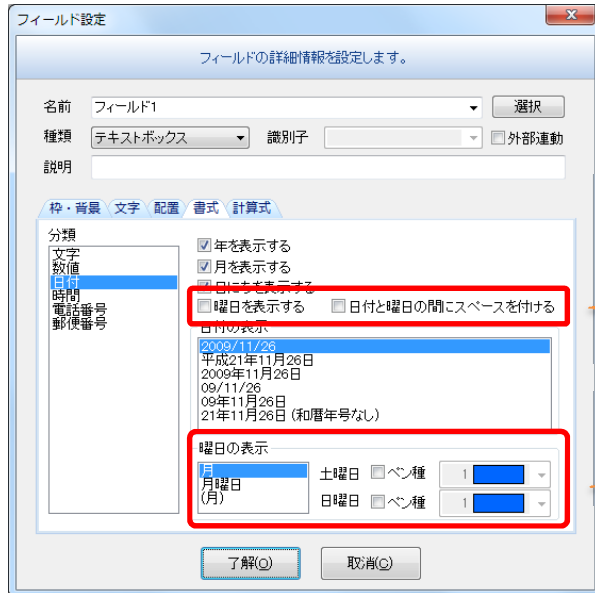 フィールド設定
フィールドの詳細情報を設定します。
名前 フィールド1 選択
種類 テキストボックス 識別子 外部連動
説明
枠・背景 文字 配置 書式 計算式
分類
文字
数値
日付
時間
電話番号
郵便番号
年を表示する
月を表示する
日にちを表示する
曜日を表示する 日付と曜日の間にスペースを付ける
日付の表示
2009/11/26
平成21年11月26日
2009年11月26日
09/11/26
09年11月26日
21年11月26日 (和暦年号なし)
曜日の表示
月
月曜日
(月)
土曜日 ペン種 1
日曜日 ペン種 1
了解(O) 取消(C)